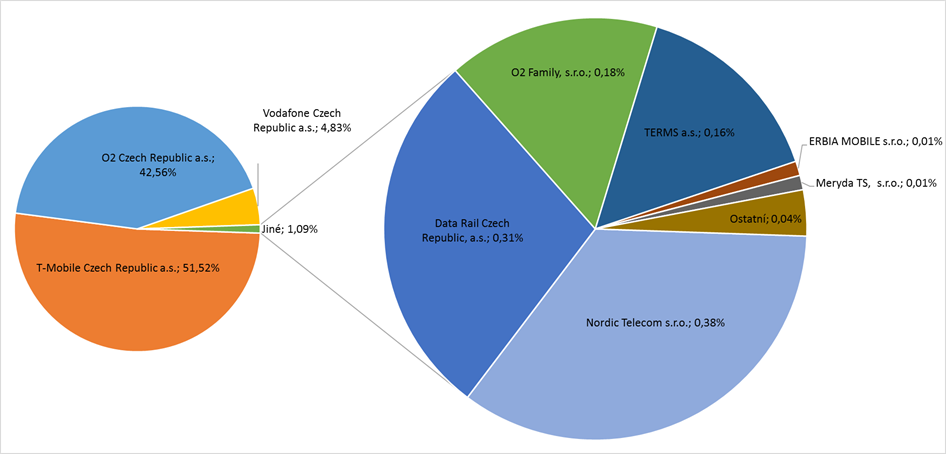 O2 Czech Republic a.s.;
42,56%
Vodafone Czech
Republic a.s.; 4,83%
Jiné; 1,09%
T-Mobile Czech Republic a.s.; 51,52%
O2 Family, s.r.o.; 0,18%
TERMS a.s.; 0,16%
ERBIA MOBILE s.r.o.; 0,01%
Meryda TS, s.r.o.; 0,01%
Ostatní; 0,04%
Data Rail Czech
Republic, a.s.; 0,31%
Nordic Telecom s.r.o.; 0,38%